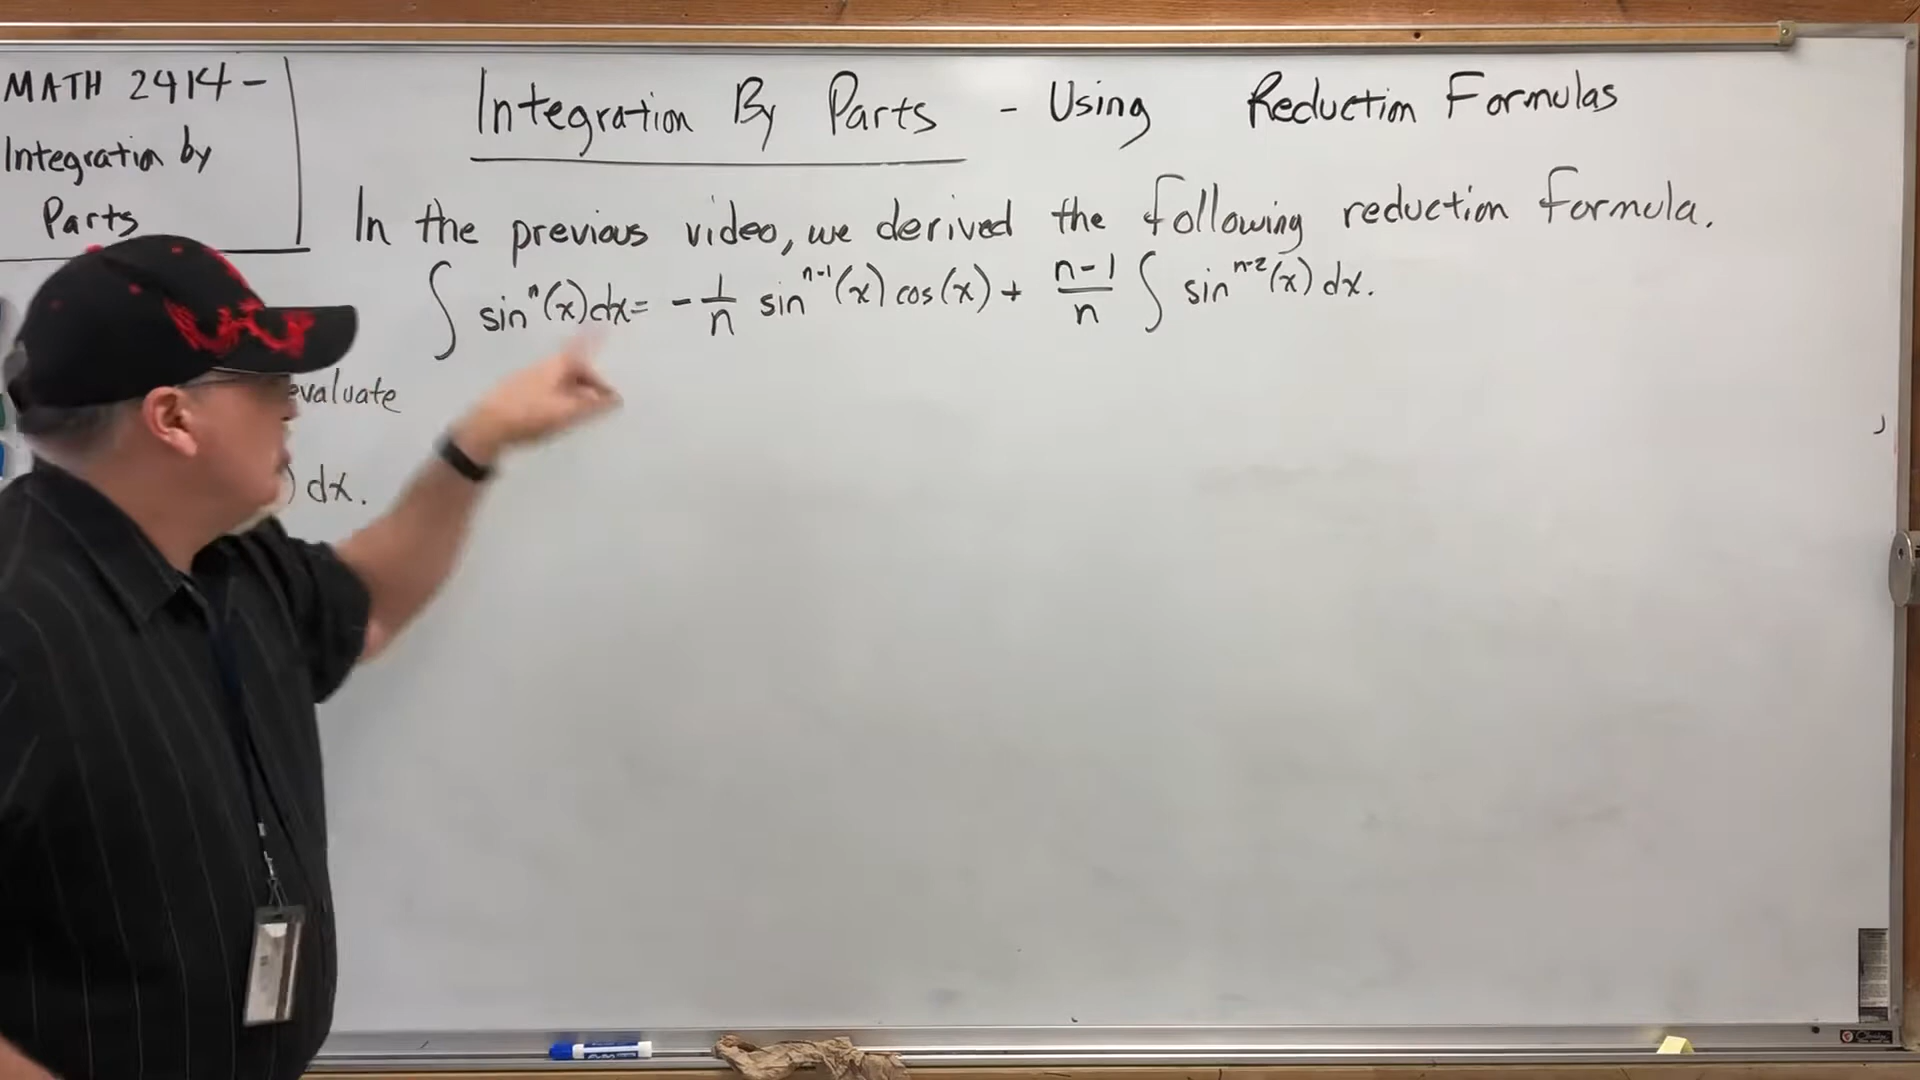 MATH 2414 -
Integration by
Parts
Integration By Parts - Using Reduction Formulas
In the previous video, we derived the following reduction formula.
∫ sinⁿ(x)dx = -1/n sinⁿ⁻¹(x) cos(x) + n-1/n ∫ sinⁿ⁻²(x) dx.
evaluate
) dx.